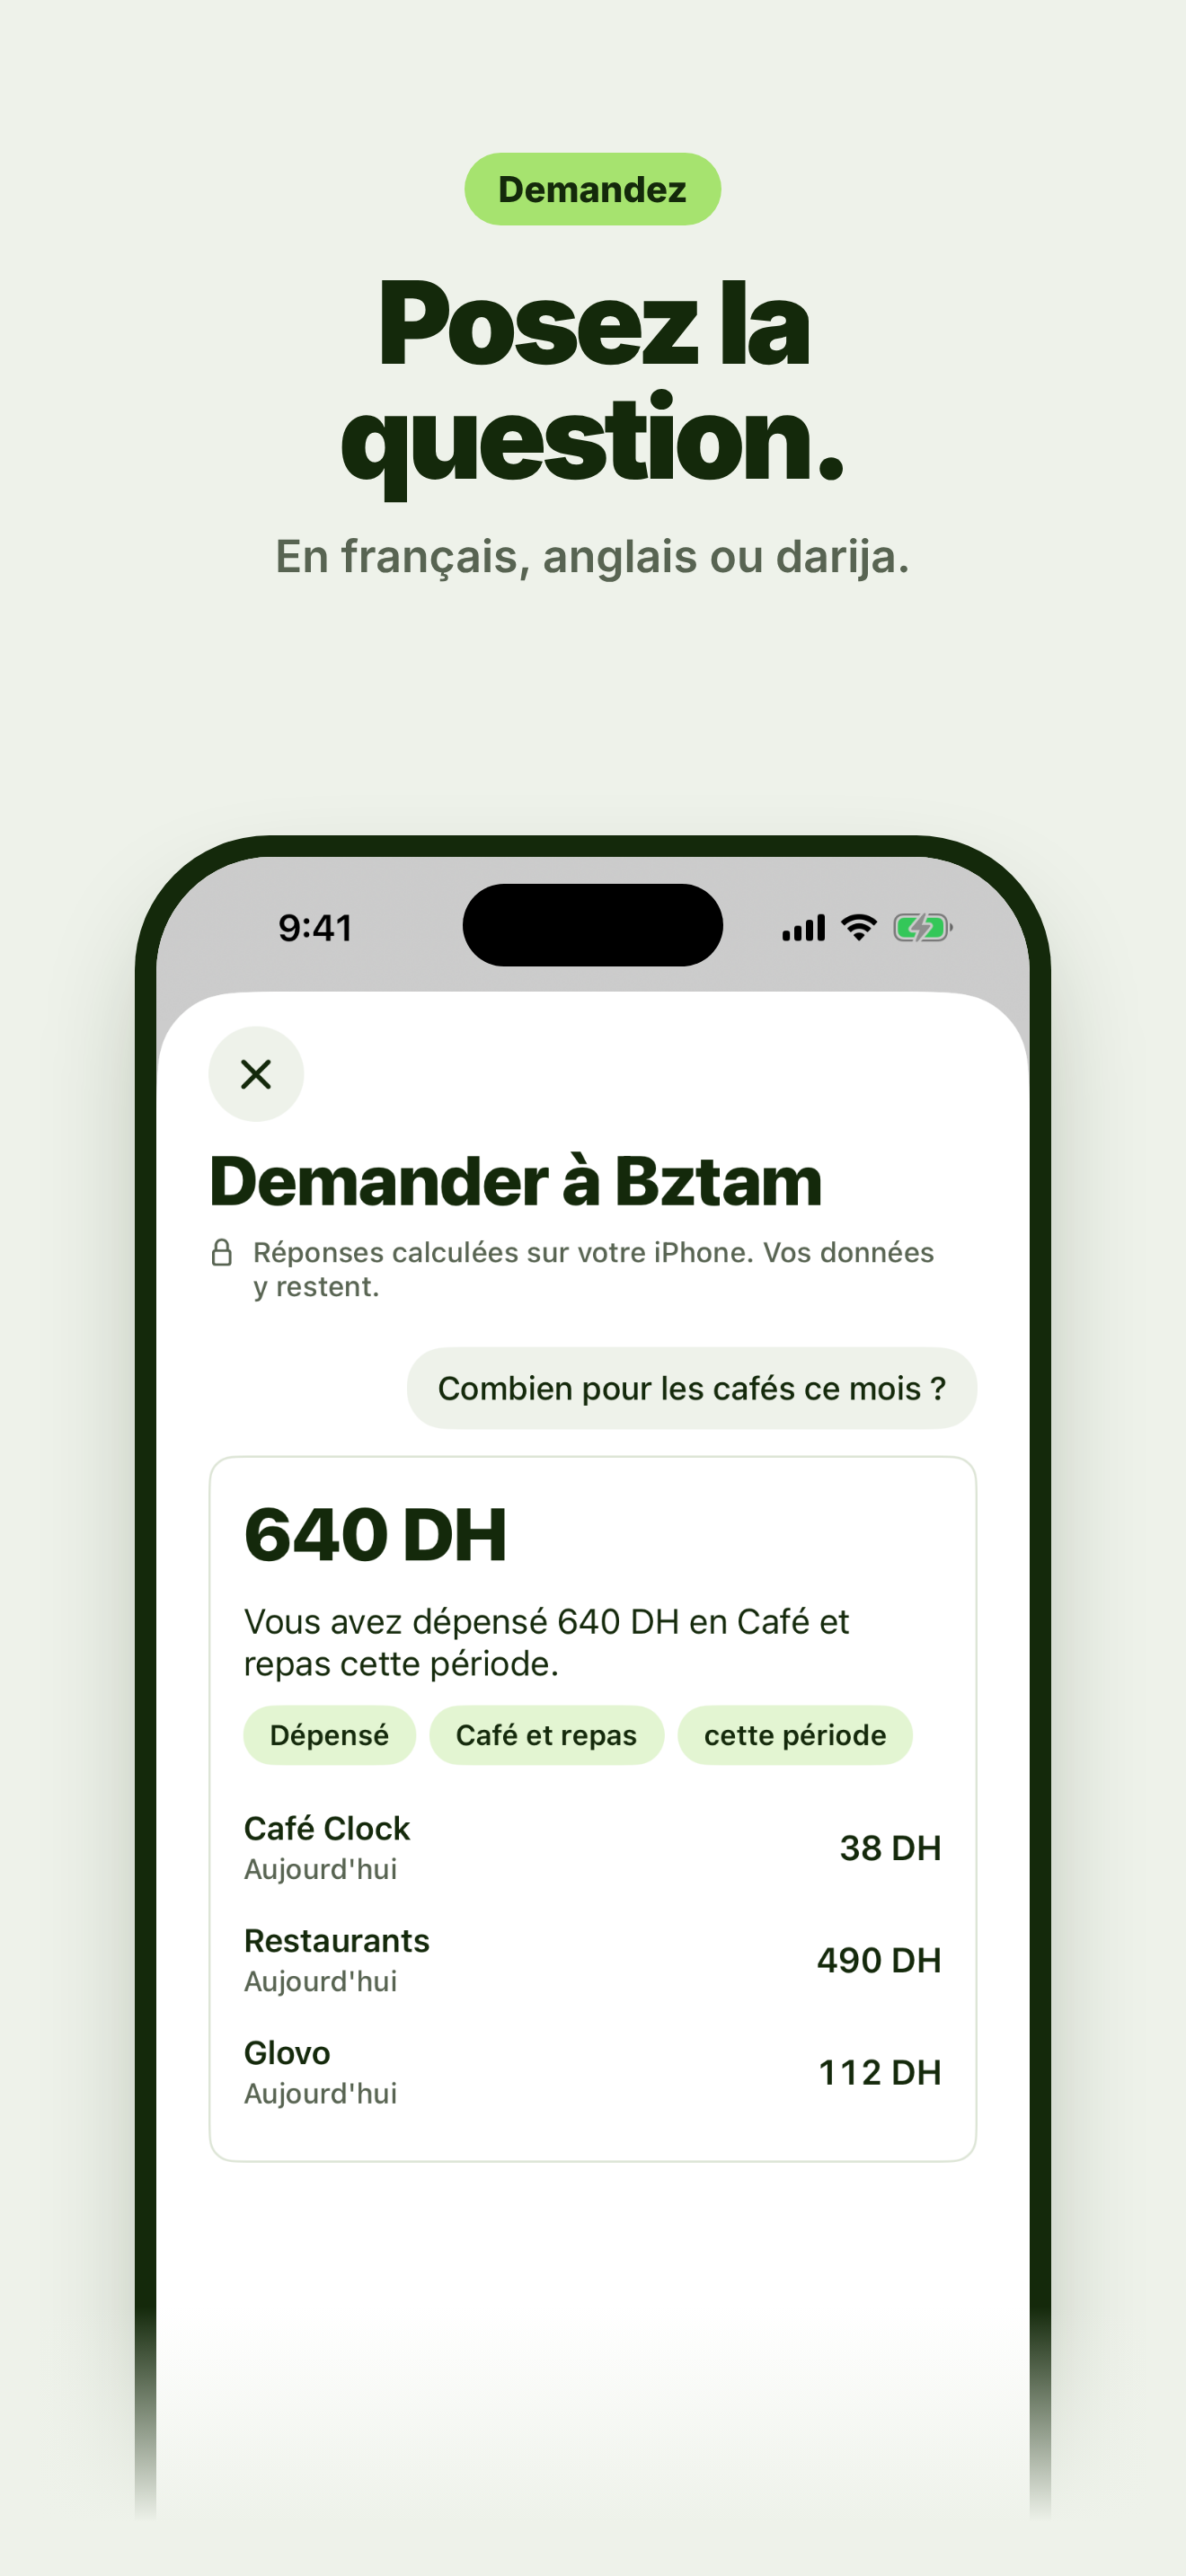 Demandez
Posez la
question.
En français, anglais ou darija.
9:41
Demander à Bztam
Réponses calculées sur votre iPhone. Vos données
y restent.
Combien pour les cafés ce mois ?
640 DH
Vous avez dépensé 640 DH en Café et
repas cette période.
Dépensé Café et repas cette période
Café Clock
Aujourd'hui
38 DH
Restaurants
Aujourd'hui
490 DH
Glovo
Aujourd'hui
112 DH